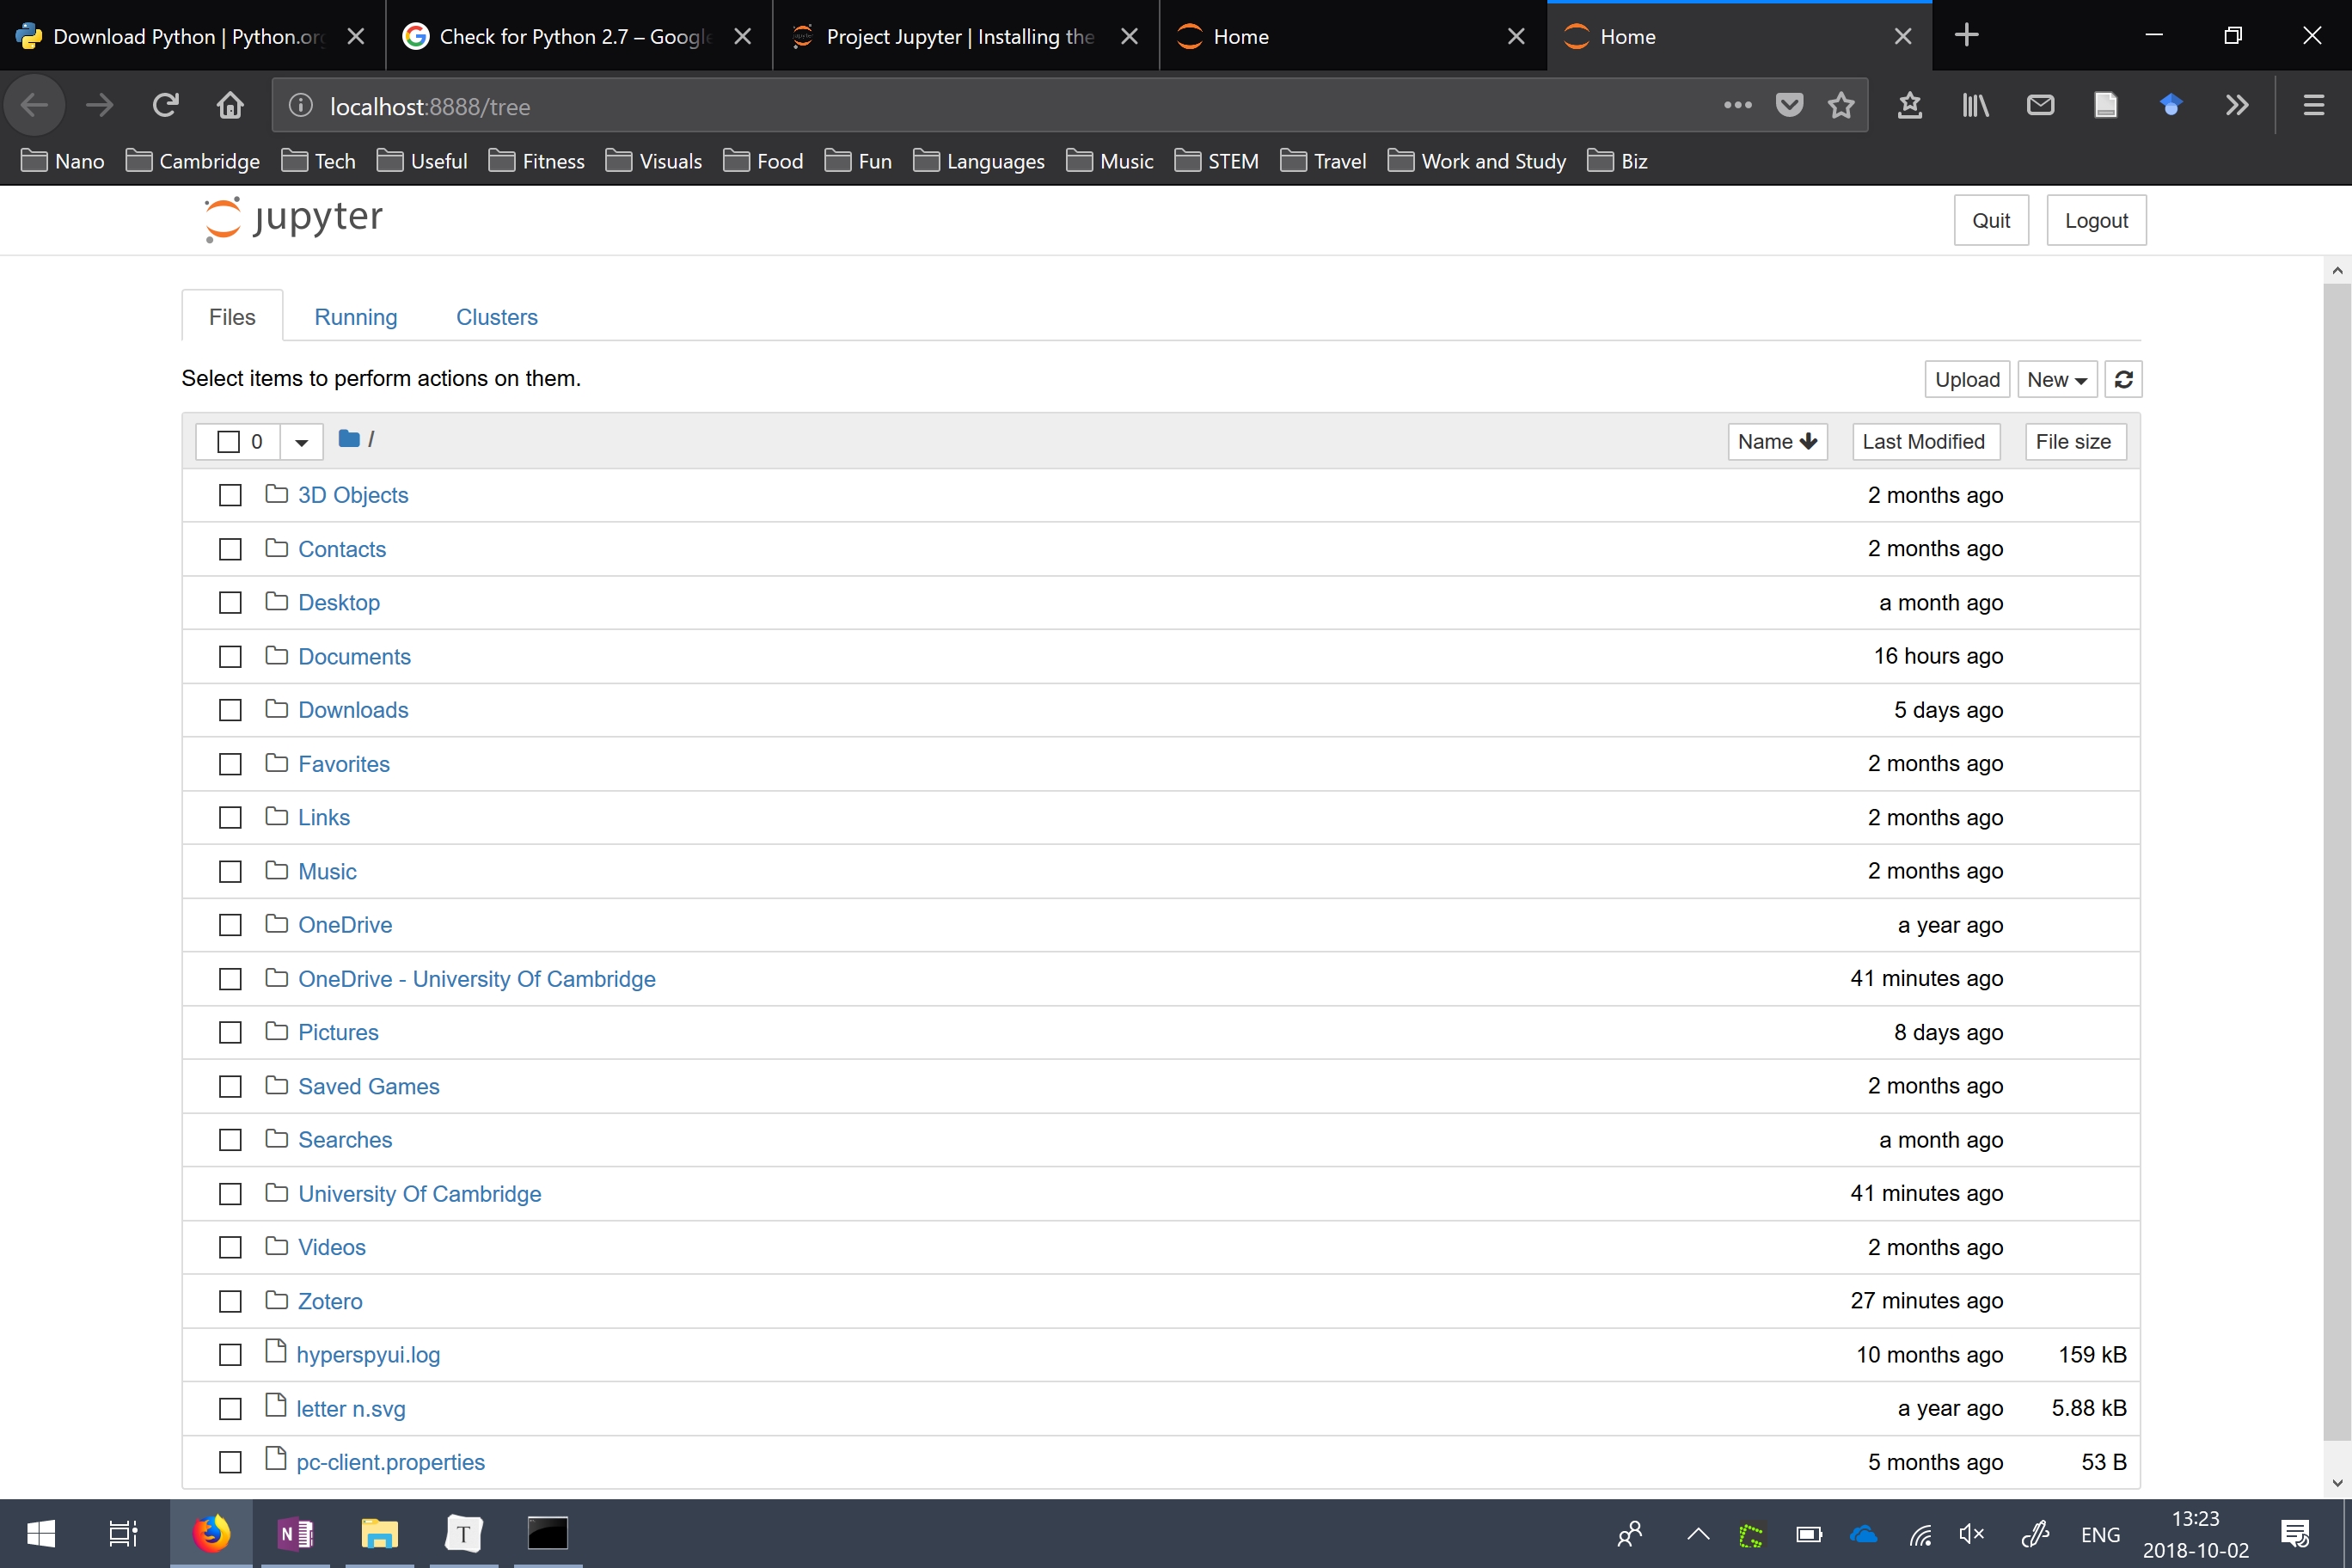 Download Python | Python.or
Check for Python 2.7 – Googl
Project Jupyter | Installing the
Home
Home
localhost:8888/tree
Nano Cambridge Tech Useful Fitness Visuals Food Fun Languages Music STEM Travel Work and Study Biz
jupyter
Quit Logout
Files Running Clusters
Select items to perform actions on them.
Upload New
0 / Name Last Modified File size
3D Objects 2 months ago
Contacts 2 months ago
Desktop a month ago
Documents 16 hours ago
Downloads 5 days ago
Favorites 2 months ago
Links 2 months ago
Music 2 months ago
OneDrive a year ago
OneDrive - University Of Cambridge 41 minutes ago
Pictures 8 days ago
Saved Games 2 months ago
Searches a month ago
University Of Cambridge 41 minutes ago
Videos 2 months ago
Zotero 27 minutes ago
hyperspyui.log 10 months ago 159 kB
letter n.svg a year ago 5.88 kB
pc-client.properties 5 months ago 53 B
N
T
ENG
13:23
2018-10-02